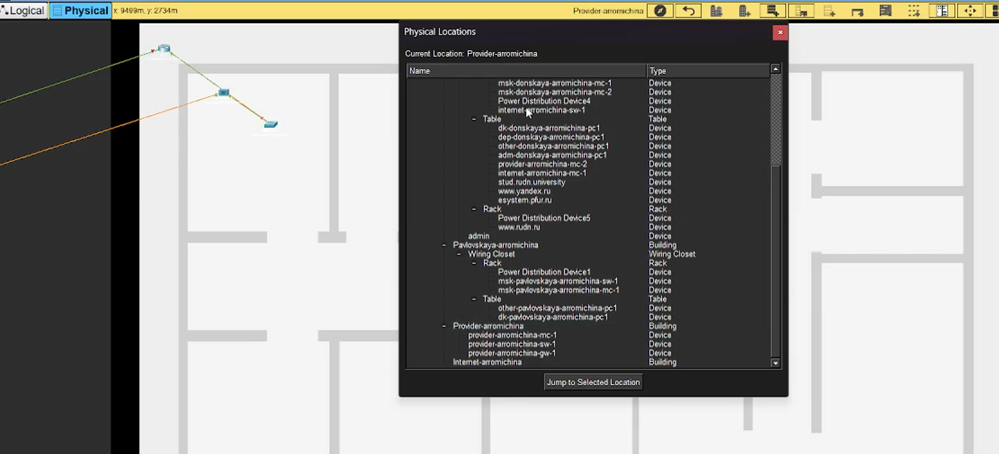 Logical Physical x: 9499m, y: 2734m Provider-arromichina
Physical Locations
Current Location: Provider-arromichina
Name Type
msk-donskaya-arromichina-mc-1 Device
msk-donskaya-arromichina-mc-2 Device
Power Distribution Device4 Device
internet-arromichina-sw-1 Device
- Table Table
dk-donskaya-arromichina-pc1 Device
dep-donskaya-arromichina-pc1 Device
other-donskaya-arromichina-pc1 Device
adm-donskaya-arromichina-pc1 Device
provider-arromichina-mc-2 Device
internet-arromichina-mc-1 Device
stud.rudn.university Device
www.yandex.ru Device
esystem.pfur.ru Device
- Rack Rack
Power Distribution Device5 Device
www.rudn.ru Device
admin Device
- Pavlovskaya-arromichina Building
- Wiring Closet Wiring Closet
- Rack Rack
Power Distribution Device1 Device
msk-pavlovskaya-arromichina-sw-1 Device
msk-pavlovskaya-arromichina-mc-1 Device
- Table Table
other-pavlovskaya-arromichina-pc1 Device
dk-pavlovskaya-arromichina-pc1 Device
- Provider-arromichina Building
provider-arromichina-mc-1 Device
provider-arromichina-sw-1 Device
provider-arromichina-gw-1 Device
Internet-arromichina Building
Jump to Selected Location